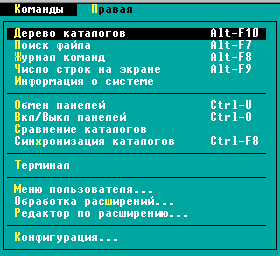 Команды Правая
Дерево каталогов Alt-F10
Поиск файла Alt-F7
Журнал команд Alt-F8
Число строк на экране Alt-F9
Информация о системе
Обмен панелей Ctrl-U
Вкл/Выкл панелей Ctrl-O
Сравнение каталогов
Синхронизация каталогов Ctrl-F8
Терминал
Меню пользователя...
Обработка расширений...
Редактор по расширению...
Конфигурация...